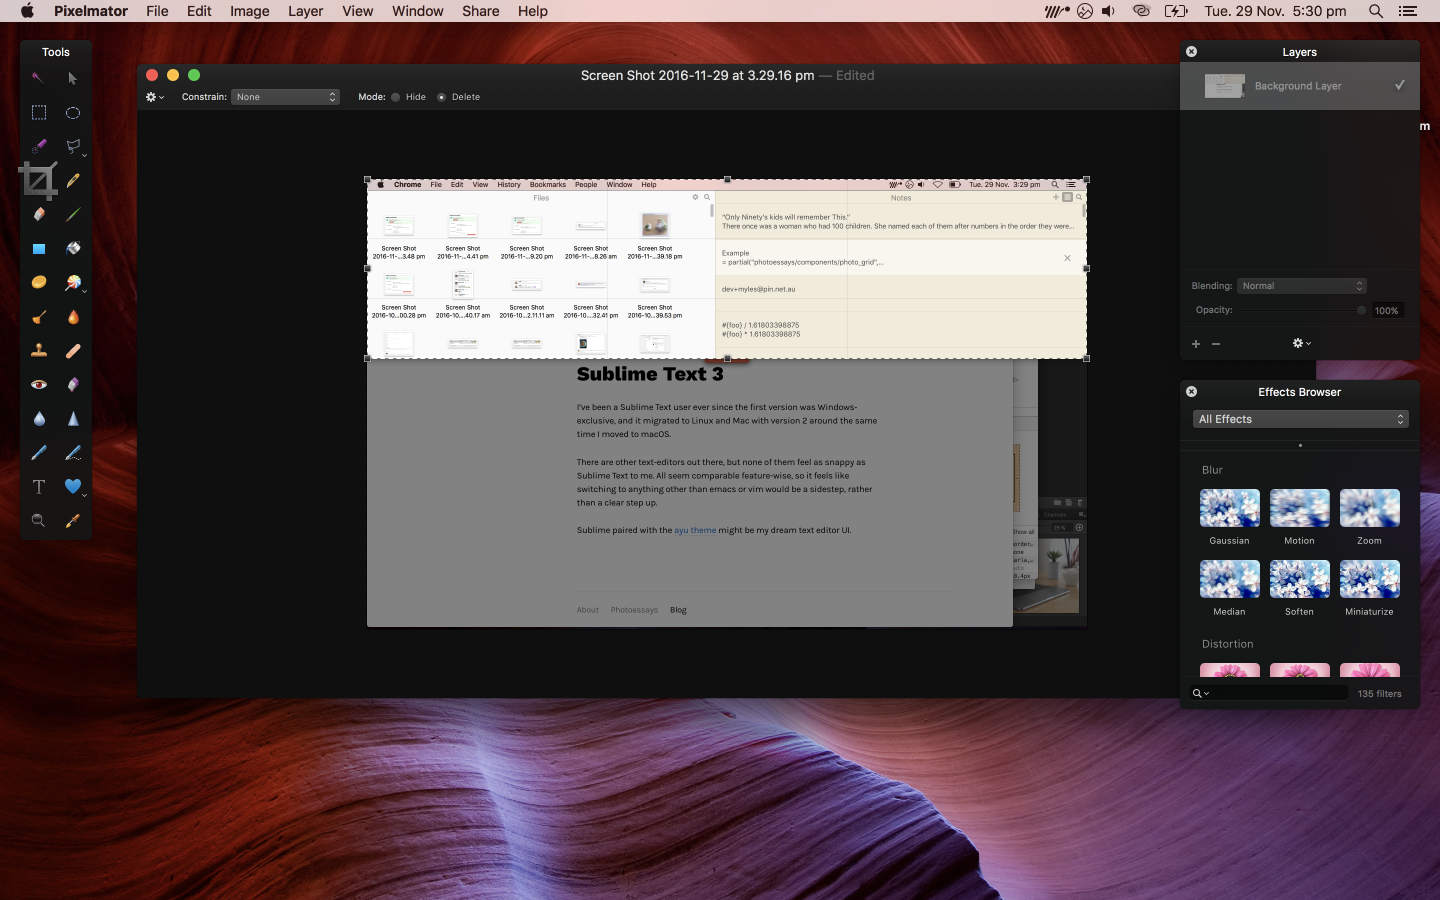 Pixelmator File Edit Image Layer View Window Share Help Tue. 29 Nov. 5:30 pm
Tools
Screen Shot 2016-11-29 at 3.29.16 pm — Edited
Constrain: None Mode: Hide Delete
Chrome File Edit View History Bookmarks People Window Help Tue. 29 Nov. 3:29 pm
Files
Screen Shot 2016-11-...3.48 pm
Screen Shot 2016-11-...4.41 pm
Screen Shot 2016-11-...9.20 pm
Screen Shot 2016-11-...8.26 am
Screen Shot 2016-11-...39.18 pm
Screen Shot 2016-10...00.28 pm
Screen Shot 2016-10...40.17 am
Screen Shot 2016-10...2.11.11 am
Screen Shot 2016-10...32.41 pm
Screen Shot 2016-10...39.53 pm
Notes
"Only Ninety's kids will remember This."
There once was a woman who had 100 children. She named each of them after numbers in the order they were...
Example
= partial("photoessays/components/photo_grid",...
dev+myles@pin.net.au
#{foo} / 1.61803398875
#{foo} * 1.61803398875
Sublime Text 3
I've been a Sublime Text user ever since the first version was Windows-
exclusive, and it migrated to Linux and Mac with version 2 around the same
time I moved to macOS.
There are other text-editors out there, but none of them feel as snappy as
Sublime Text to me. All seem comparable feature-wise, so it feels like
switching to anything other than emacs or vim would be a sidestep, rather
than a clear step up.
Sublime paired with the ayu theme might be my dream text editor UI.
About Photoessays Blog
Channels
Show all
Layers
Background Layer
m
Blending: Normal
Opacity: 100%
Effects Browser
All Effects
Blur
Gaussian Motion Zoom
Median Soften Miniaturize
Distortion
135 filters